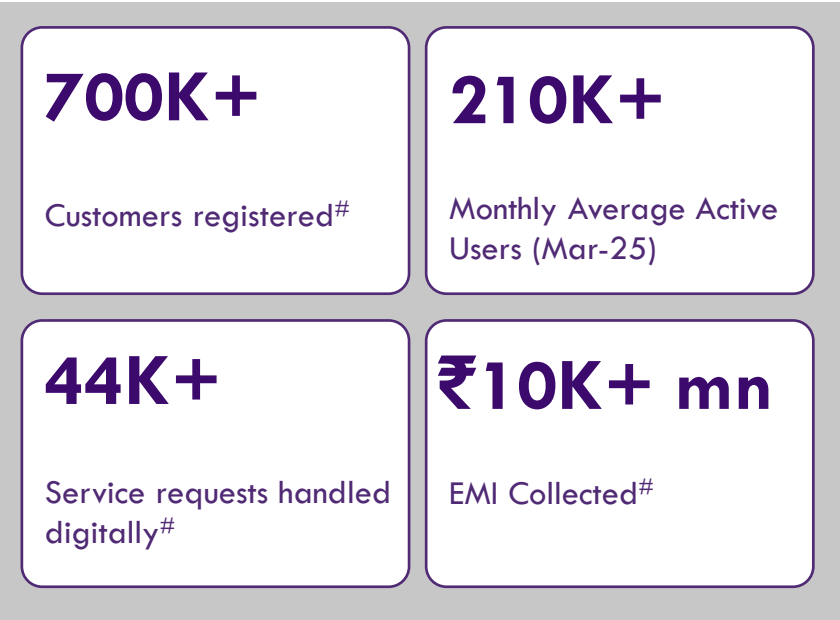 700K+
Customers registered#
210K+
Monthly Average Active
Users (Mar-25)
44K+
Service requests handled
digitally#
₹10K+ mn
EMI Collected#